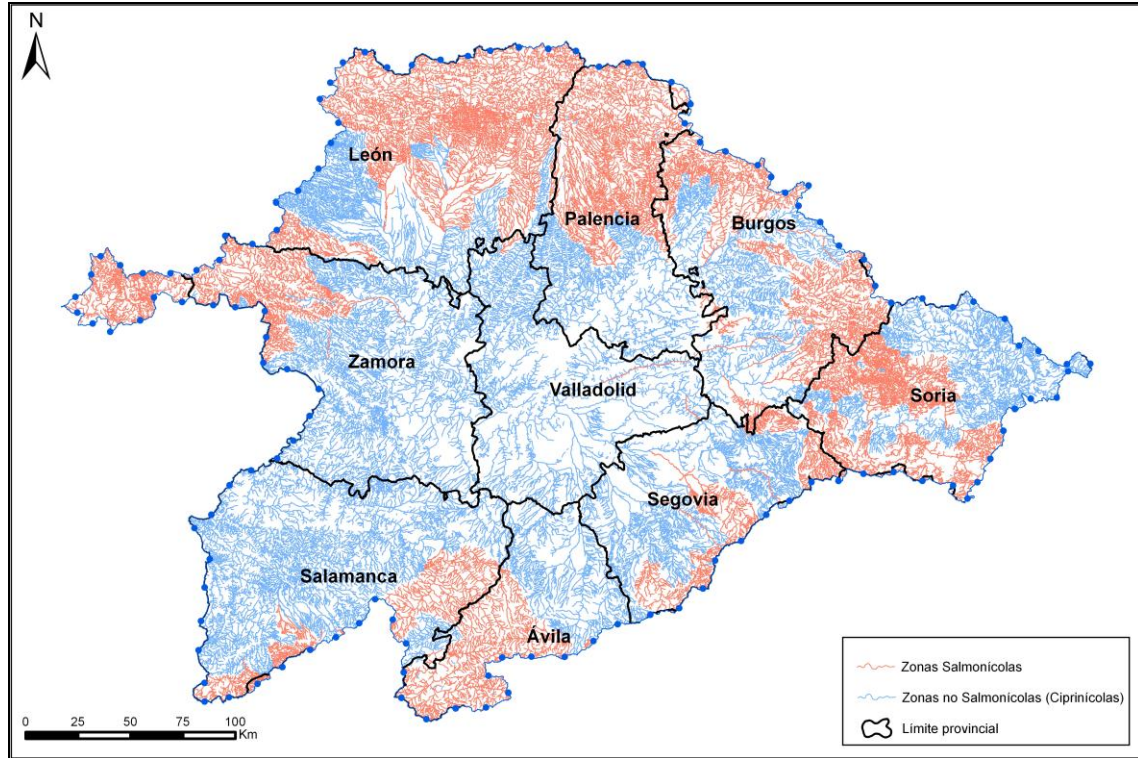 N
León
Palencia
Burgos
Zamora
Valladolid
Soria
Segovia
Salamanca
Ávila
Zonas Salmonícolas
Zonas no Salmonícolas (Ciprinícolas)
Límite provincial
0 25 50 75 100
Km